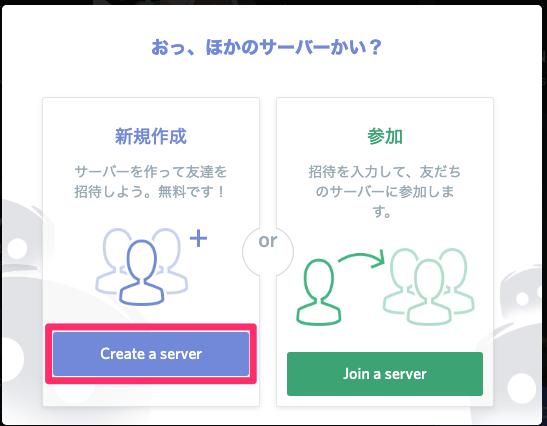 おっ、ほかのサーバーかい？
新規作成
サーバーを作って友達を
招待しよう。無料です！
Create a server
or
参加
招待を入力して、友だち
のサーバーに参加しま
す。
Join a server